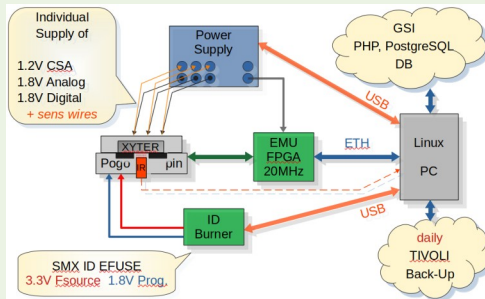 Individual
Supply of
1.2V CSA
1.8V Analog
1.8V Digital
+ sens wires
Power
Supply
GSI
PHP, PostgreSQL
DB
USB
XYTER
Pogo pin
IR
EMU
FPGA
20MHz
ETH
Linux
PC
USB
ID
Burner
SMX ID EFUSE
3.3V Fsource 1.8V Prog.
daily
TIVOLI
Back-Up